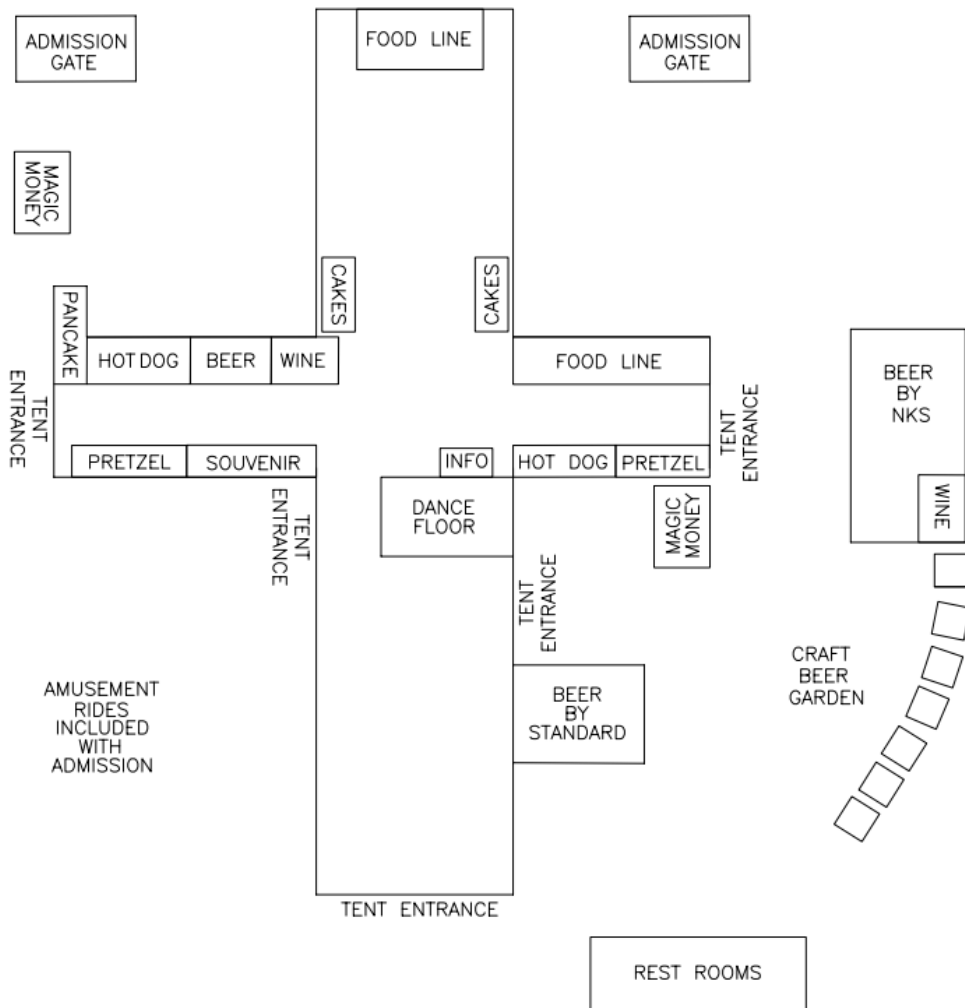 ADMISSION
GATE
FOOD LINE
ADMISSION
GATE
MAGIC
MONEY
CAKES
CAKES
PANCAKE
HOT DOG
BEER
WINE
FOOD LINE
BEER
BY
NKS
TENT
ENTRANCE
TENT
ENTRANCE
PRETZEL
SOUVENIR
INFO
HOT DOG
PRETZEL
WINE
TENT
ENTRANCE
DANCE
FLOOR
MAGIC
MONEY
TENT
ENTRANCE
CRAFT
BEER
GARDEN
AMUSEMENT
RIDES
INCLUDED
WITH
ADMISSION
BEER
BY
STANDARD
TENT ENTRANCE
REST ROOMS